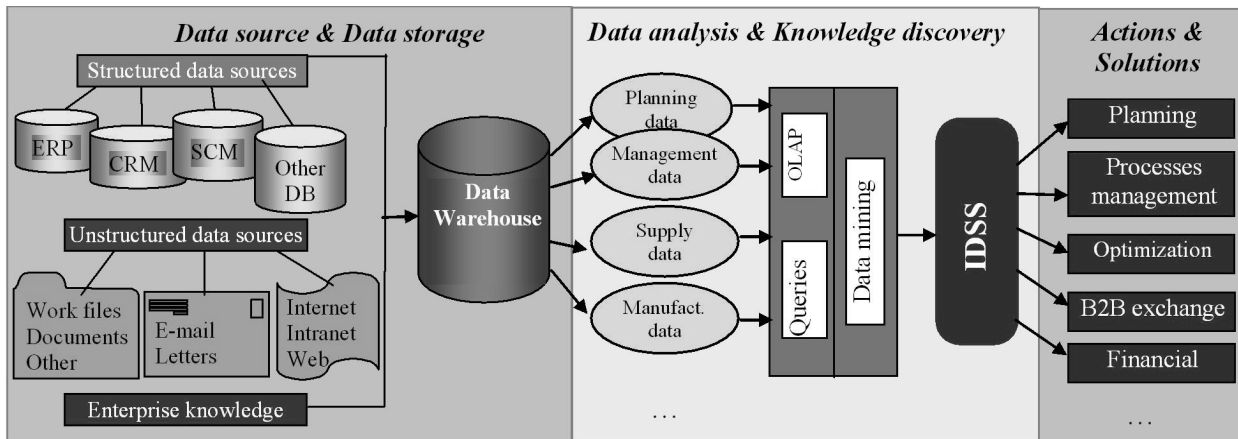 Data source & Data storage
Structured data sources
ERP
CRM
SCM
Other
DB
Unstructured data sources
Work files
Documents
Other
E-mail
Letters
Internet
Intranet
Web
Enterprise knowledge
Data
Warehouse
Data analysis & Knowledge discovery
Planning
data
Management
data
Supply
data
Manufact.
data
...
OLAP
Queries
Data mining
IDSS
Actions &
Solutions
Planning
Processes
management
Optimization
B2B exchange
Financial
...